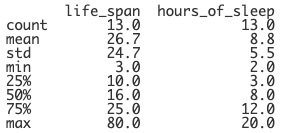 life_span hours_of_sleep
count 13.0 13.0
mean 26.7 8.8
std 24.7 5.5
min 3.0 2.0
25% 10.0 3.0
50% 16.0 8.0
75% 25.0 12.0
max 80.0 20.0